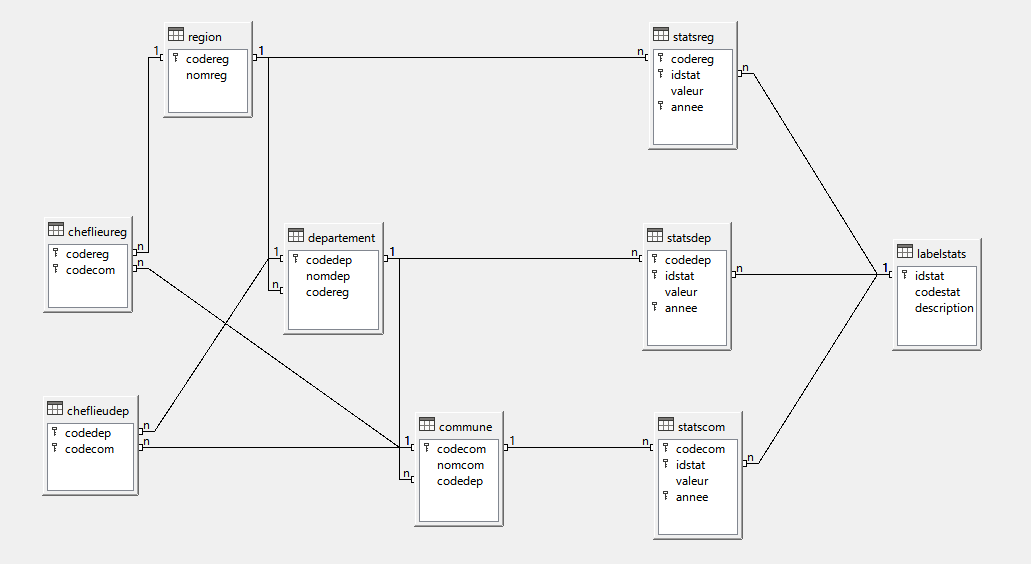 region
codereg
nomreg
statsreg
codereg
idstat
valeur
annee
cheflieureg
codereg
codecom
departement
codedep
nomdep
codereg
statsdep
codedep
idstat
valeur
annee
labelstats
idstat
codestat
description
cheflieudep
codedep
codecom
commune
codecom
nomcom
codedep
statscom
codecom
idstat
valeur
annee
1
1
n
n
n
n
1
n
1
n
n
1
n
n
1
n
1
n
n